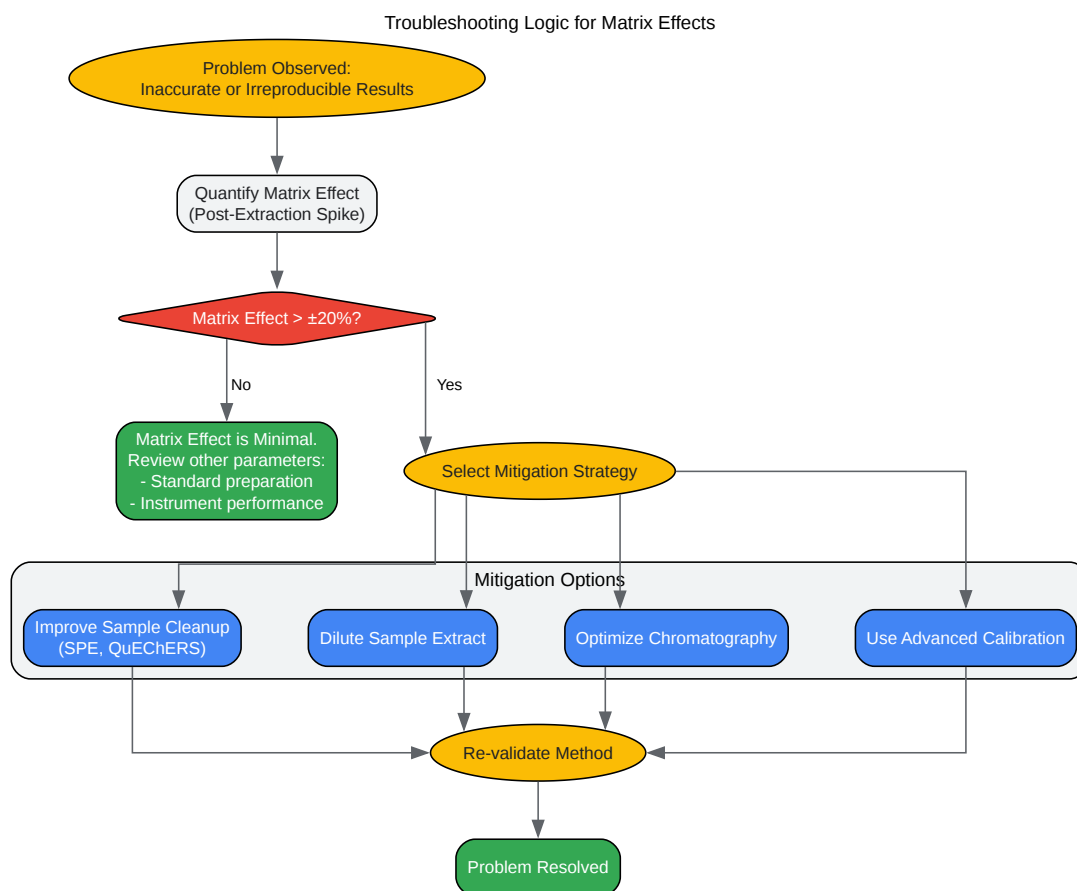 Troubleshooting Logic for Matrix Effects
Problem Observed:
Inaccurate or Irreproducible Results
Quantify Matrix Effect
(Post-Extraction Spike)
Matrix Effect > ±20%?
No
Yes
Matrix Effect is Minimal.
Review other parameters:
- Standard preparation
- Instrument performance
Select Mitigation Strategy
Mitigation Options
Improve Sample Cleanup
(SPE, QuEChERS)
Dilute Sample Extract
Optimize Chromatography
Use Advanced Calibration
Re-validate Method
Problem Resolved